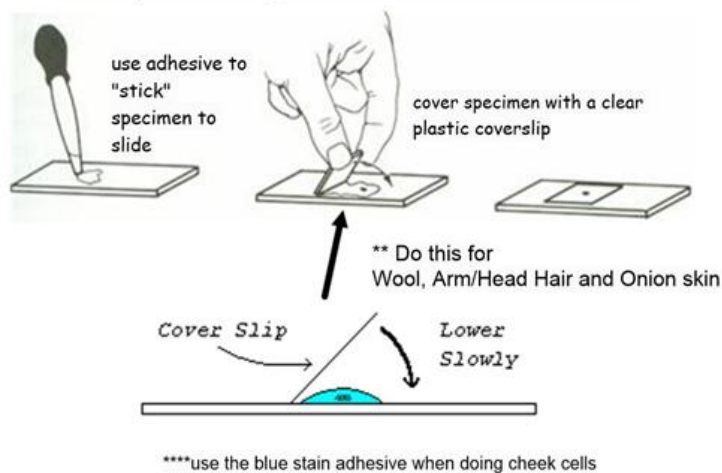 use adhesive to
"stick"
specimen to
slide
cover specimen with a clear
plastic coverslip
** Do this for
Wool, Arm/Head Hair and Onion skin
Cover Slip
Lower
Slowly
****use the blue stain adhesive when doing cheek cells